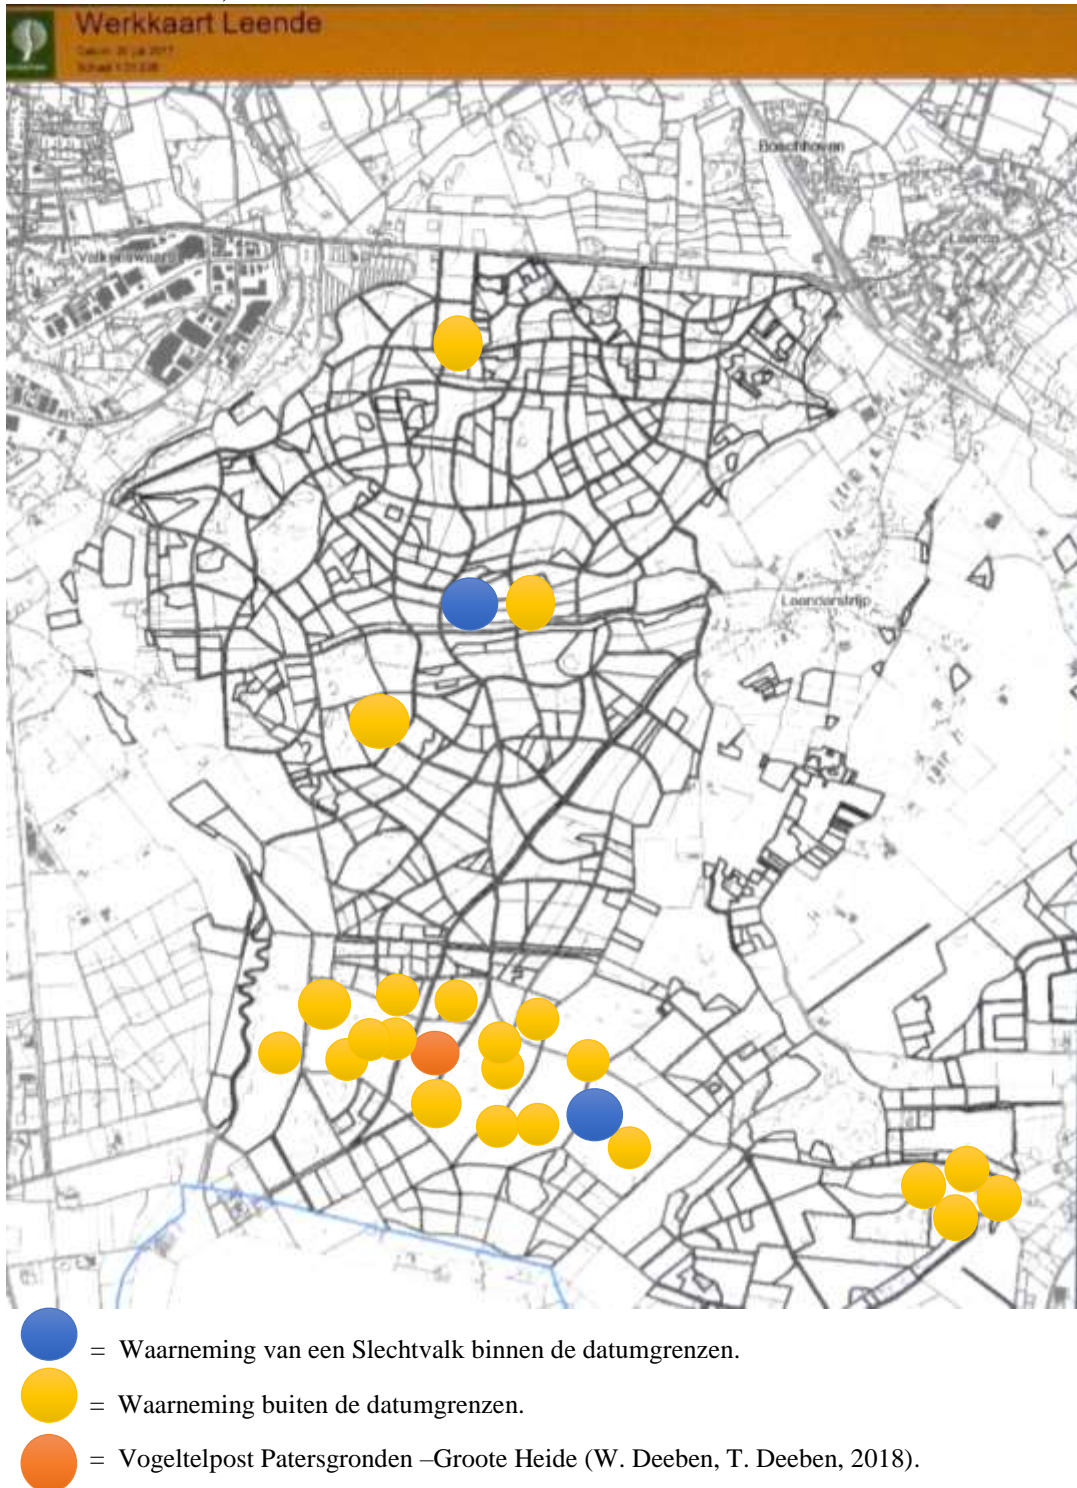 Werkkaart Leende
Boschhoven
Valkenswaard
Leende
Leenderstrijp
= Waarneming van een Slechtvalk binnen de datumgrenzen.
= Waarneming buiten de datumgrenzen.
= Vogeltelpost Patersgronden –Groote Heide (W. Deeben, T. Deeben, 2018).